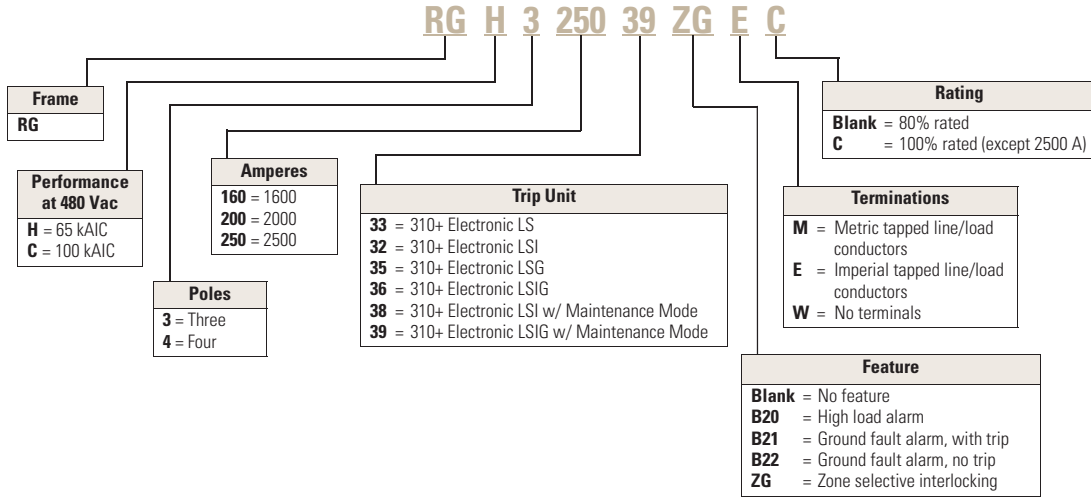 RG H 3 250 39 ZG E C
Frame
RG
Performance
at 480 Vac
H = 65 kAIC
C = 100 kAIC
Poles
3 = Three
4 = Four
Amperes
160 = 1600
200 = 2000
250 = 2500
Trip Unit
33 = 310+ Electronic LS
32 = 310+ Electronic LSI
35 = 310+ Electronic LSG
36 = 310+ Electronic LSIG
38 = 310+ Electronic LSI w/ Maintenance Mode
39 = 310+ Electronic LSIG w/ Maintenance Mode
Rating
Blank = 80% rated
C = 100% rated (except 2500 A)
Terminations
M = Metric tapped line/load
conductors
E = Imperial tapped line/load
conductors
W = No terminals
Feature
Blank = No feature
B20 = High load alarm
B21 = Ground fault alarm, with trip
B22 = Ground fault alarm, no trip
ZG = Zone selective interlocking